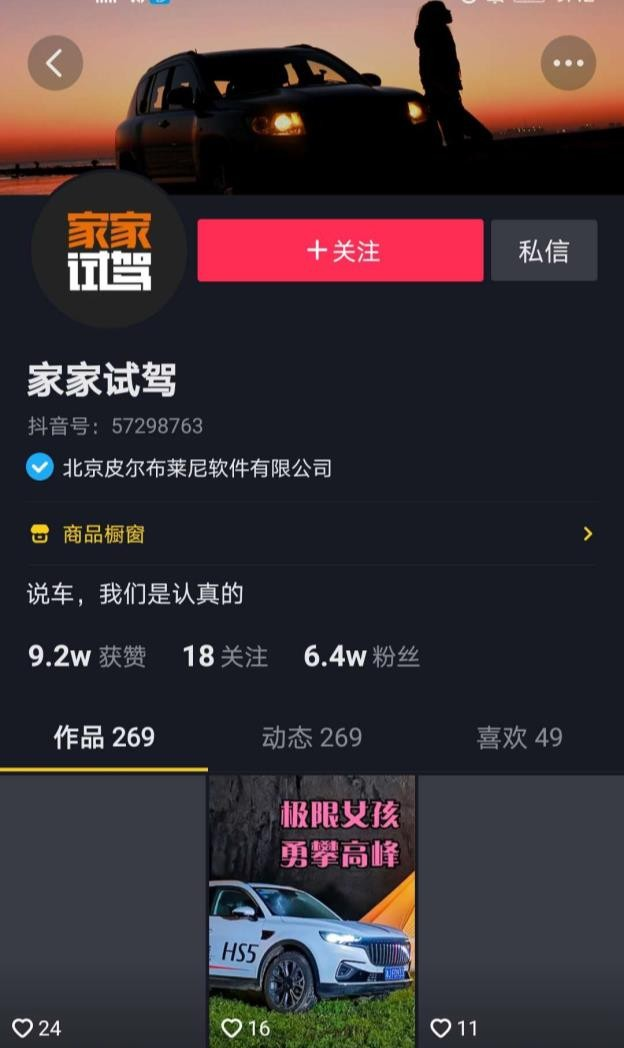 家家
试驾
+关注
私信
家家试驾
抖音号：57298763
北京皮尔布莱尼软件有限公司
商品橱窗
说车，我们是认真的
9.2w 获赞 18 关注 6.4w 粉丝
作品 269 动态 269 喜欢 49
极限女孩
勇攀高峰
HS5
24 16 11